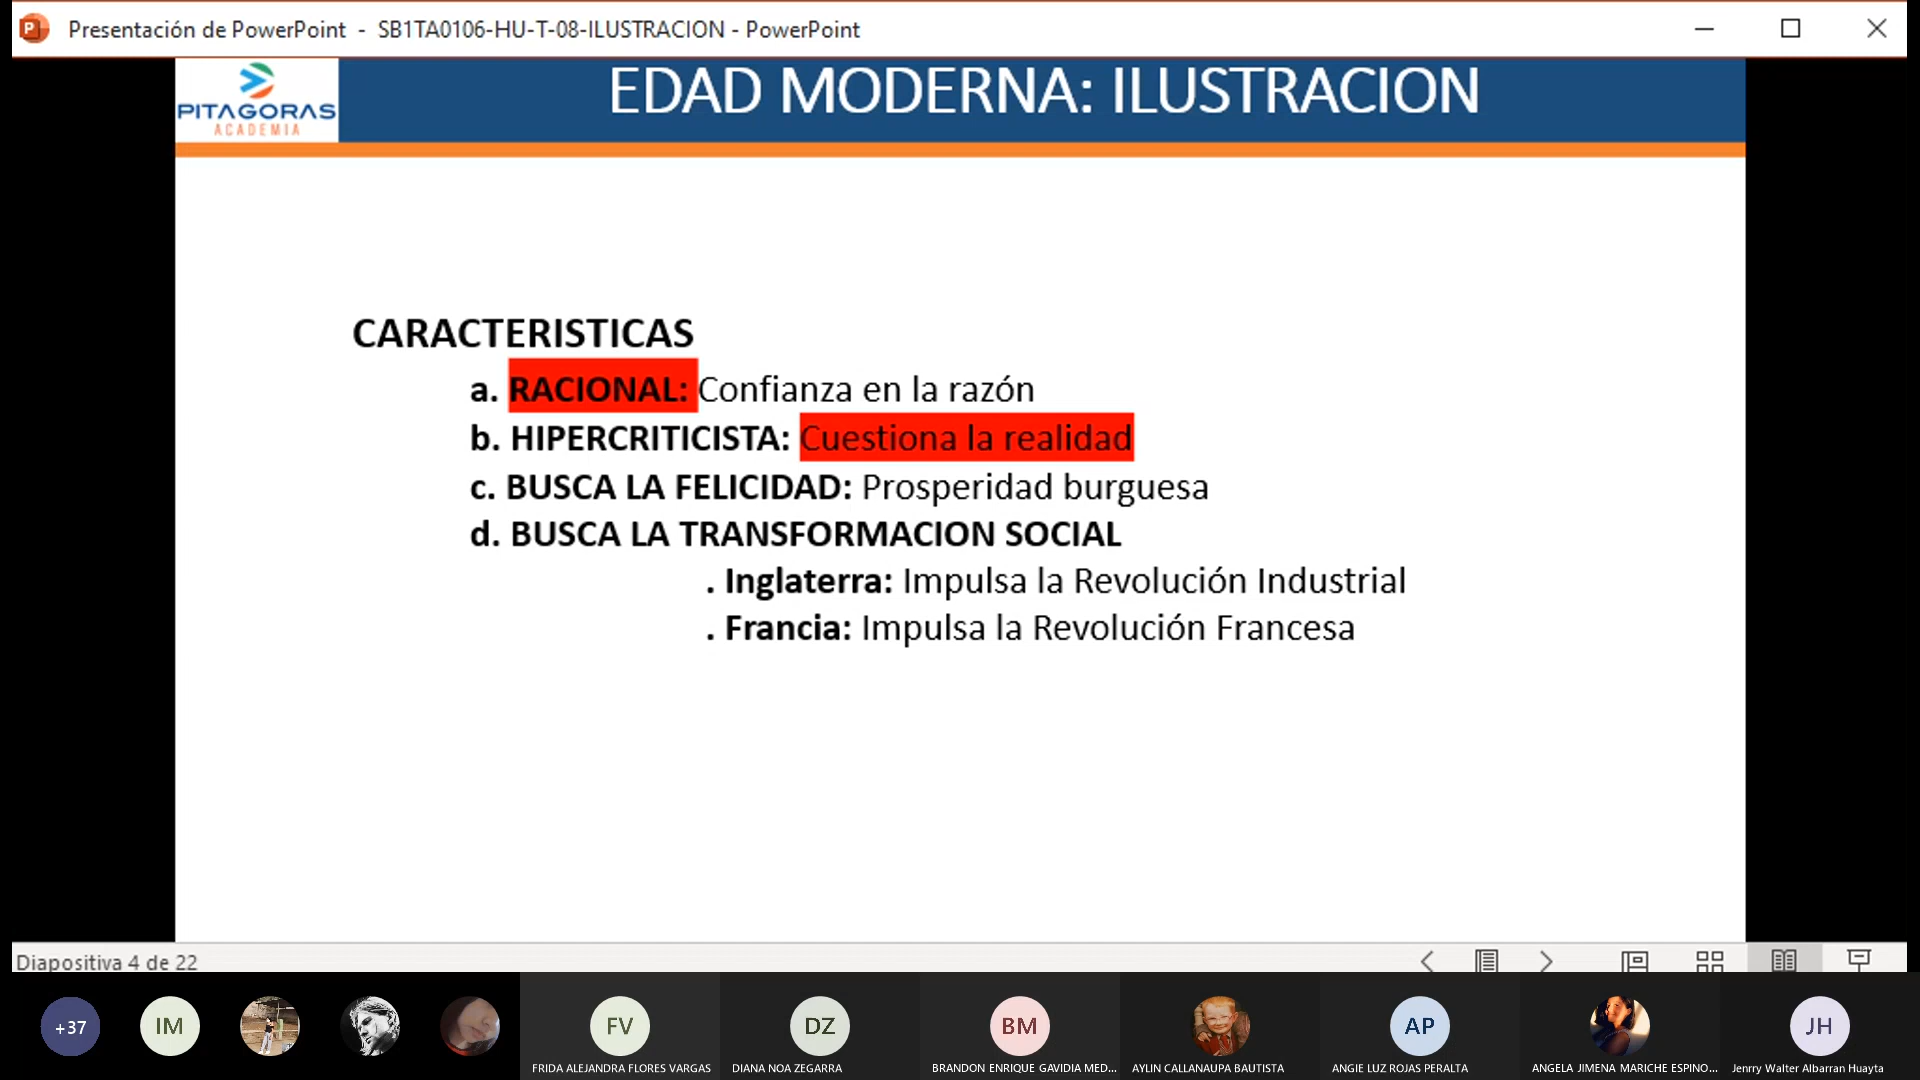 Presentación de PowerPoint - SB1TA0106-HU-T-08-ILUSTRACION - PowerPoint
PITAGORAS
ACADEMIA
EDAD MODERNA: ILUSTRACION
CARACTERISTICAS
a. RACIONAL: Confianza en la razón
b. HIPERCRITICISTA: Cuestiona la realidad
c. BUSCA LA FELICIDAD: Prosperidad burguesa
d. BUSCA LA TRANSFORMACION SOCIAL
. Inglaterra: Impulsa la Revolución Industrial
. Francia: Impulsa la Revolución Francesa
Diapositiva 4 de 22
+37
IM
FV
DZ
BM
AP
JH
FRIDA ALEJANDRA FLORES VARGAS
DIANA NOA ZEGARRA
BRANDON ENRIQUE GAVIDIA MED...
AYLIN CALLANAUPA BAUTISTA
ANGIE LUZ ROJAS PERALTA
ANGELA JIMENA MARICHE ESPINO...
Jenrry Walter Albarran Huayta